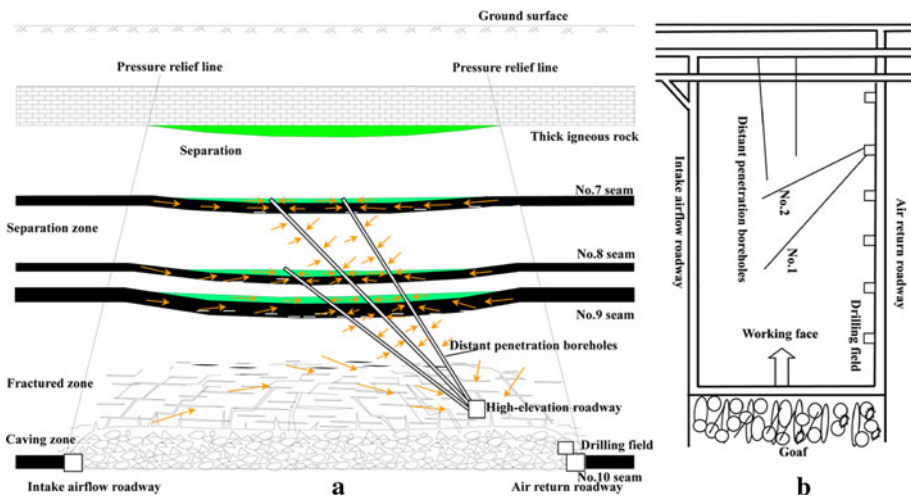 Ground surface
Pressure relief line
Pressure relief line
Thick igneous rock
Separation
No.7 seam
Separation zone
No.8 seam
No.9 seam
Distant penetration boreholes
Fractured zone
High-elevation roadway
Caving zone
Drilling field
No.10 seam
Intake airflow roadway
a
Air return roadway
Intake airflow roadway
Distant penetration boreholes
No.2
No.1
Air return roadway
Drilling field
Working face
Goaf
b